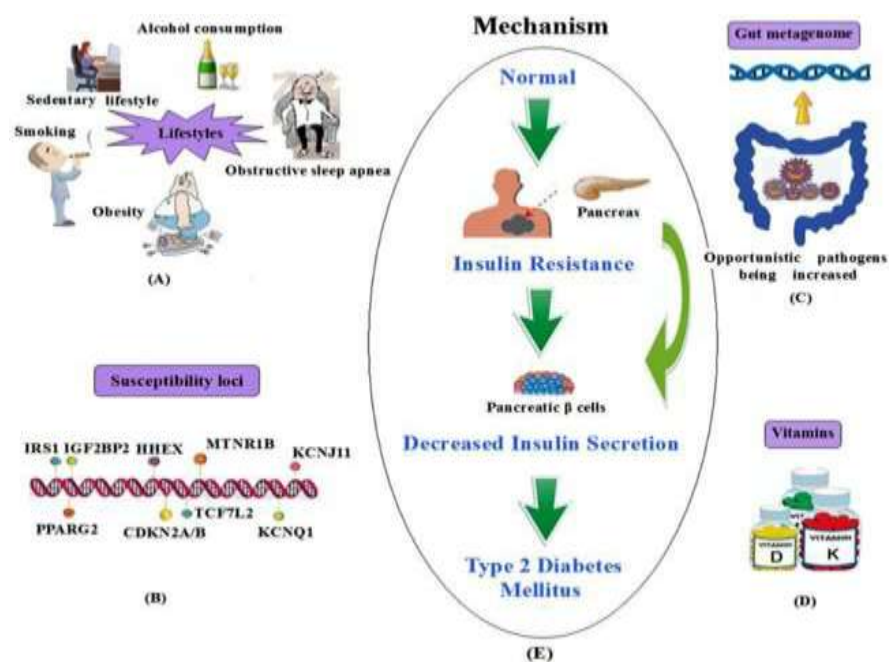 Alcohol consumption
Sedentary lifestyle
Smoking
Lifestyles
Obstructive sleep apnea
Obesity
(A)
Susceptibility loci
IRS1 IGF2BP2 HHEX MTNR1B KCNJ11
PPARG2 CDKN2A/B TCF7L2 KCNQ1
(B)
Mechanism
Normal
Pancreas
Insulin Resistance
Pancreatic β cells
Decreased Insulin Secretion
Type 2 Diabetes
Mellitus
(E)
Gut metagenome
Opportunistic pathogens
being increased
(C)
Vitamins
VITAMIN
D
VITAMIN
K
(D)